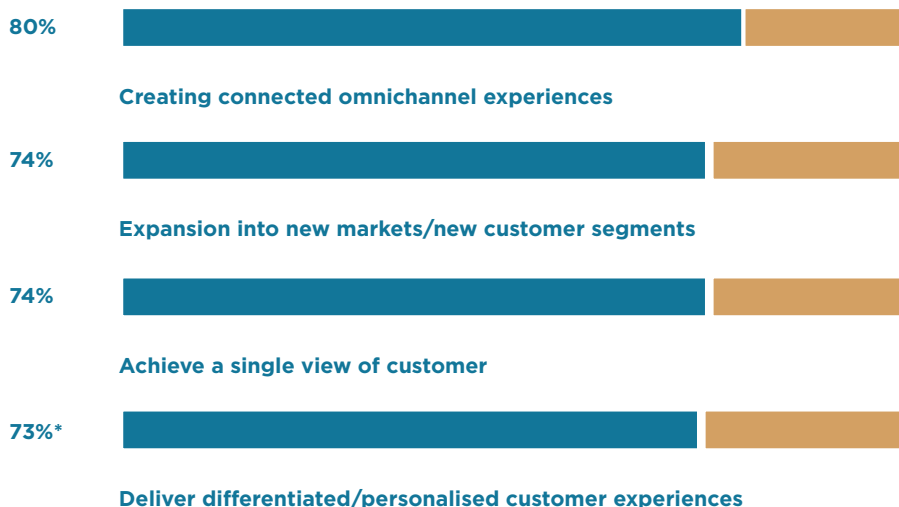 80%
Creating connected omnichannel experiences
74%
Expansion into new markets/new customer segments
74%
Achieve a single view of customer
73%*
Deliver differentiated/personalised customer experiences